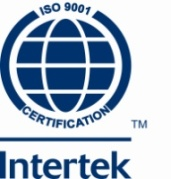 ISO 9001
CERTIFICATION
TM
Intertek